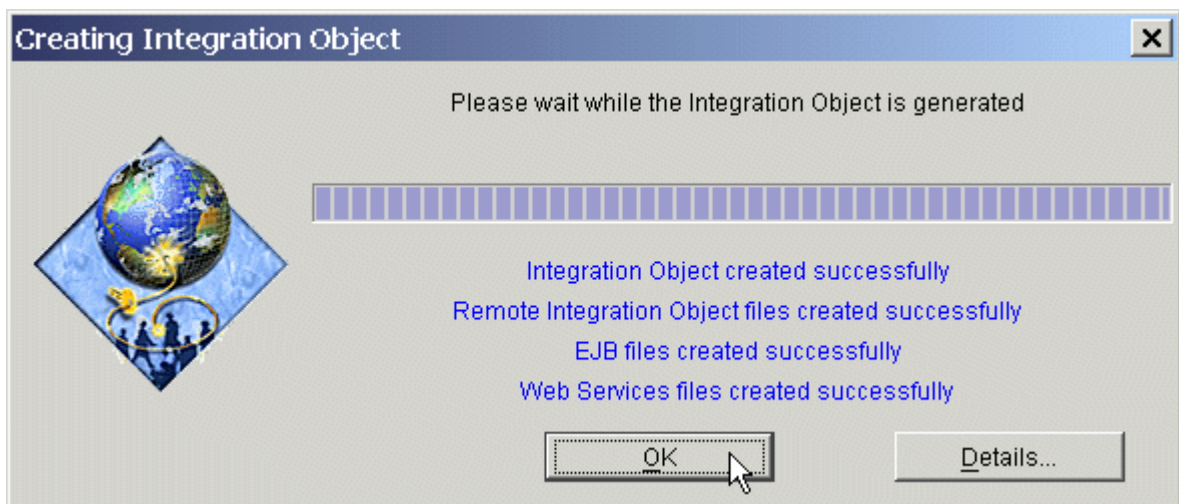 Creating Integration Object
Please wait while the Integration Object is generated
Integration Object created successfully
Remote Integration Object files created successfully
EJB files created successfully
Web Services files created successfully
OK
Details...